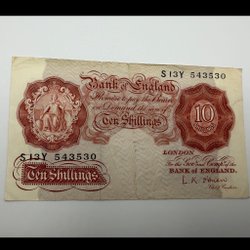 S13Y 543530
Bank of England
Promise to pay the Bearer
on Demand the sum of
Ten Shillings
10
LONDON
For the Govr and Compa of the
BANK OF ENGLAND.
S13Y 543530
Ten Shillings
L.K. O'Brien
Chief Cashier